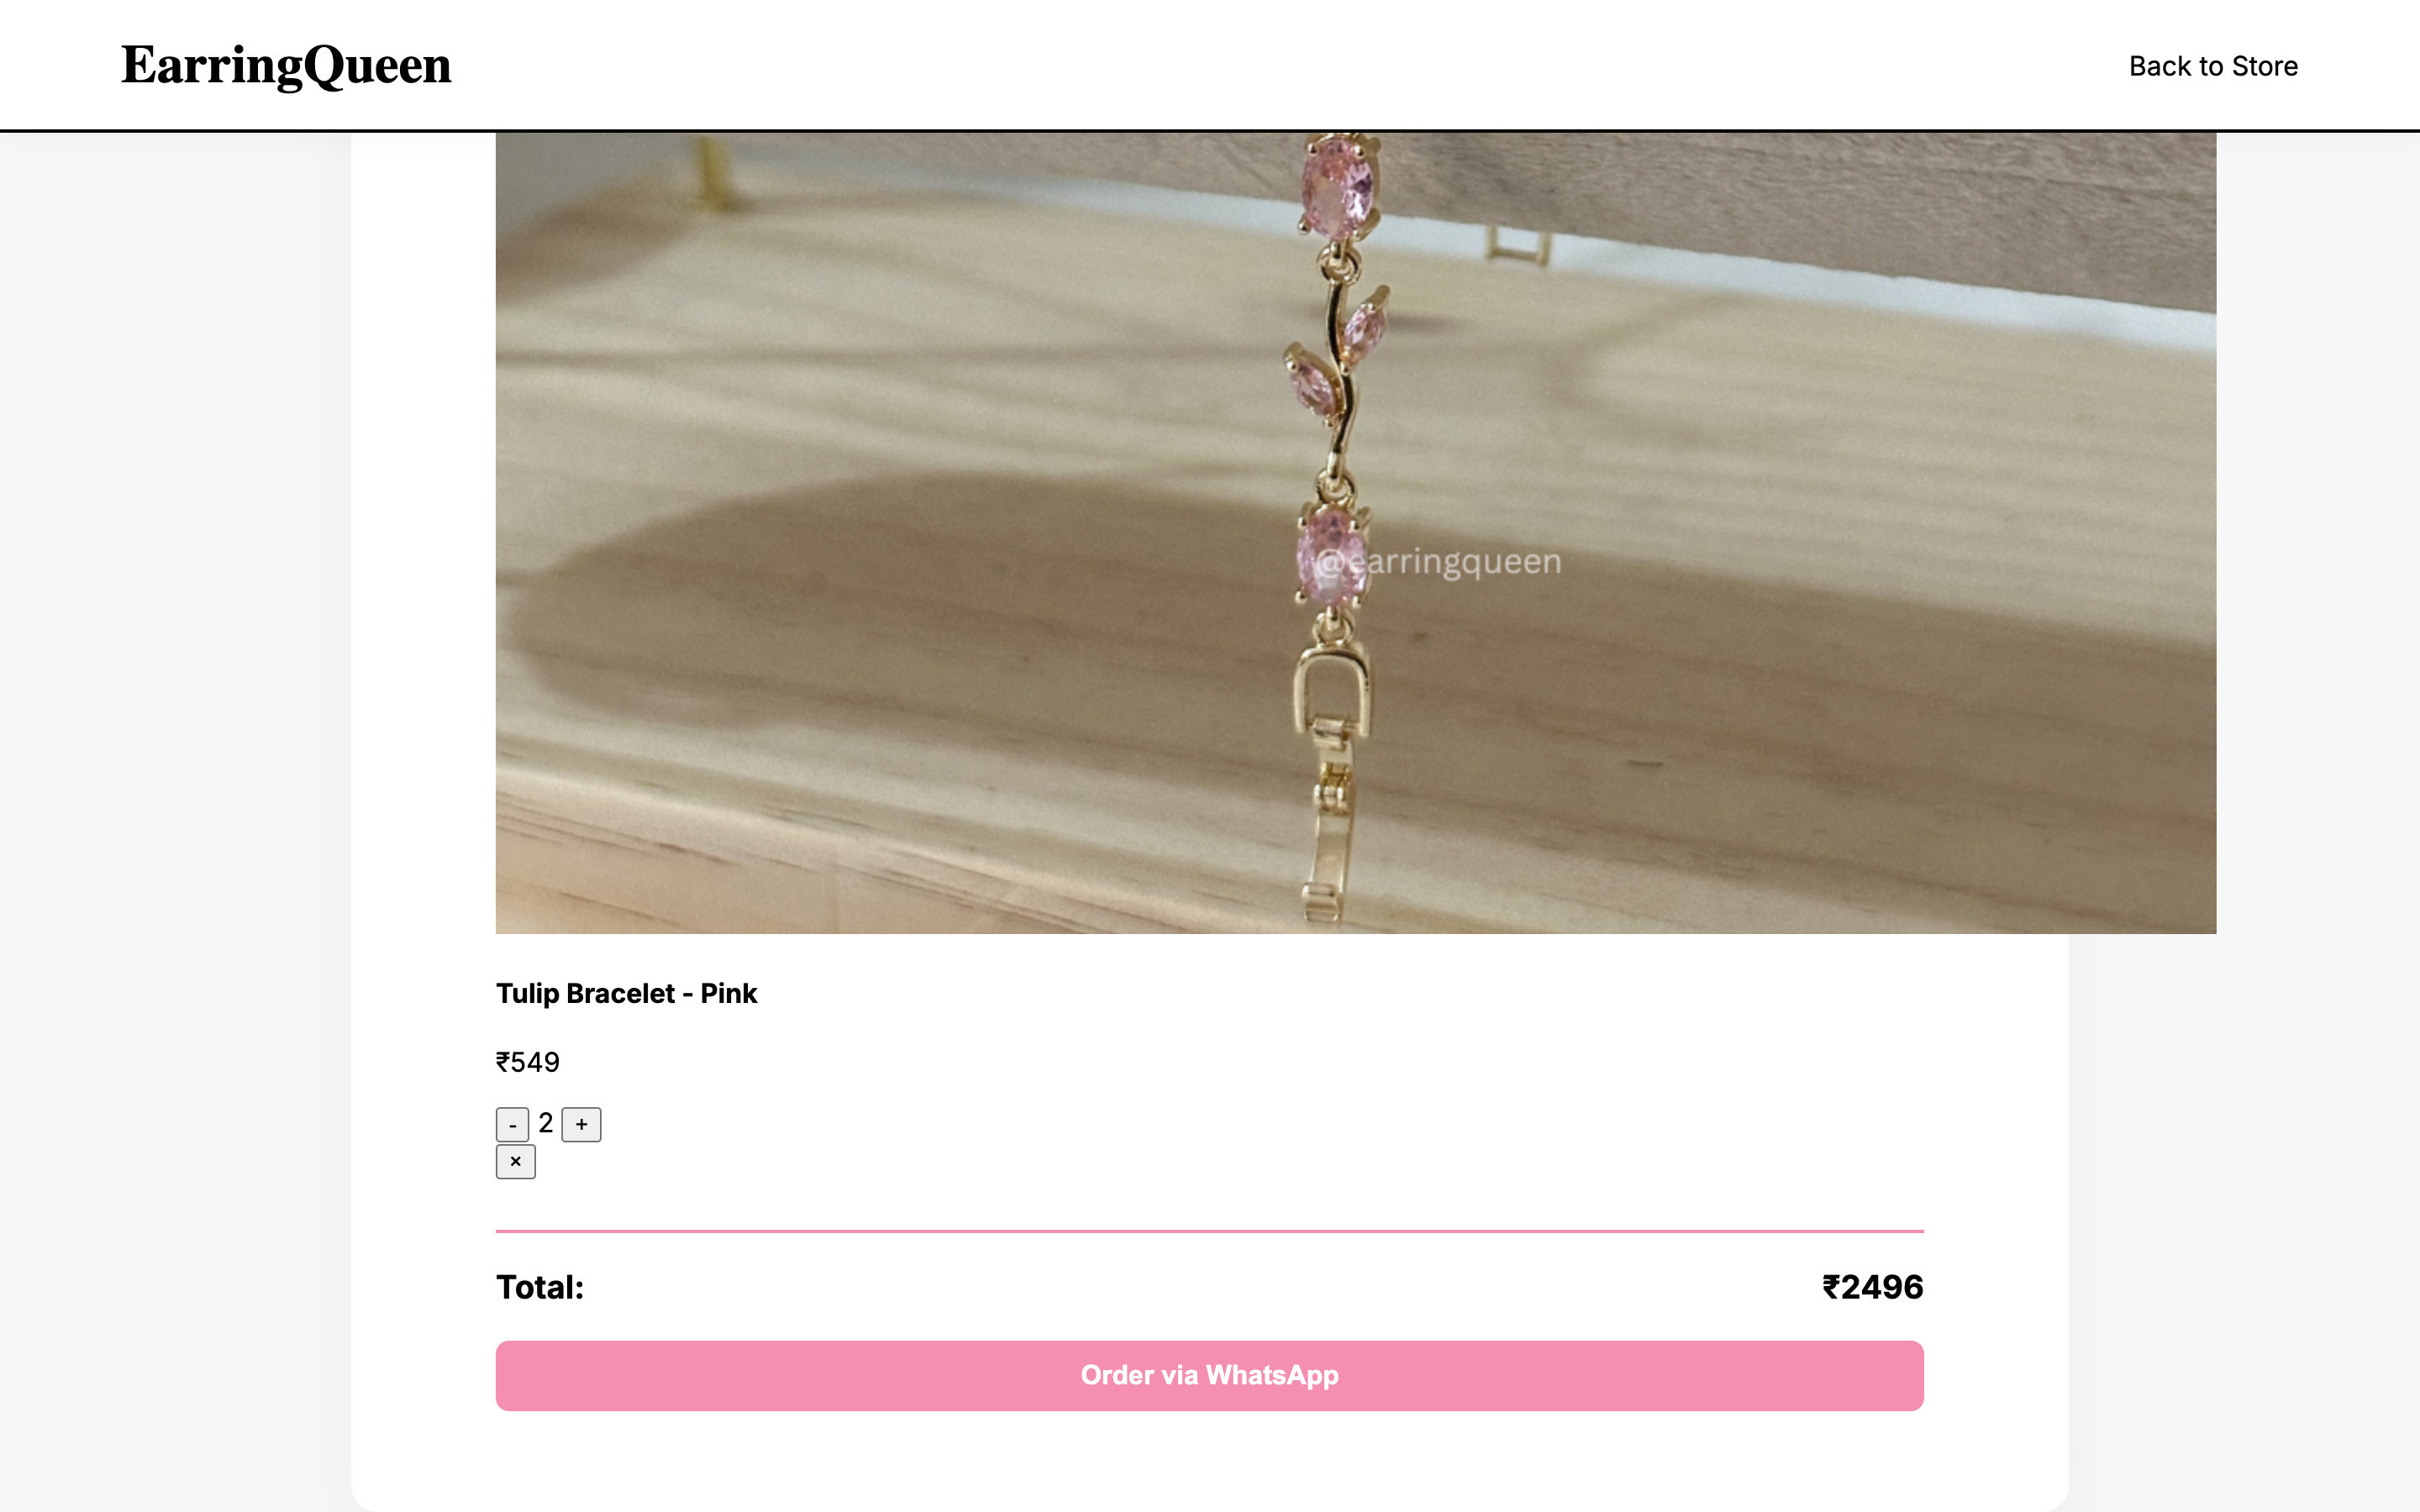 EarringQueen
Back to Store
@earringqueen
Tulip Bracelet - Pink
₹549
- 2 +
×
Total: ₹2496
Order via WhatsApp